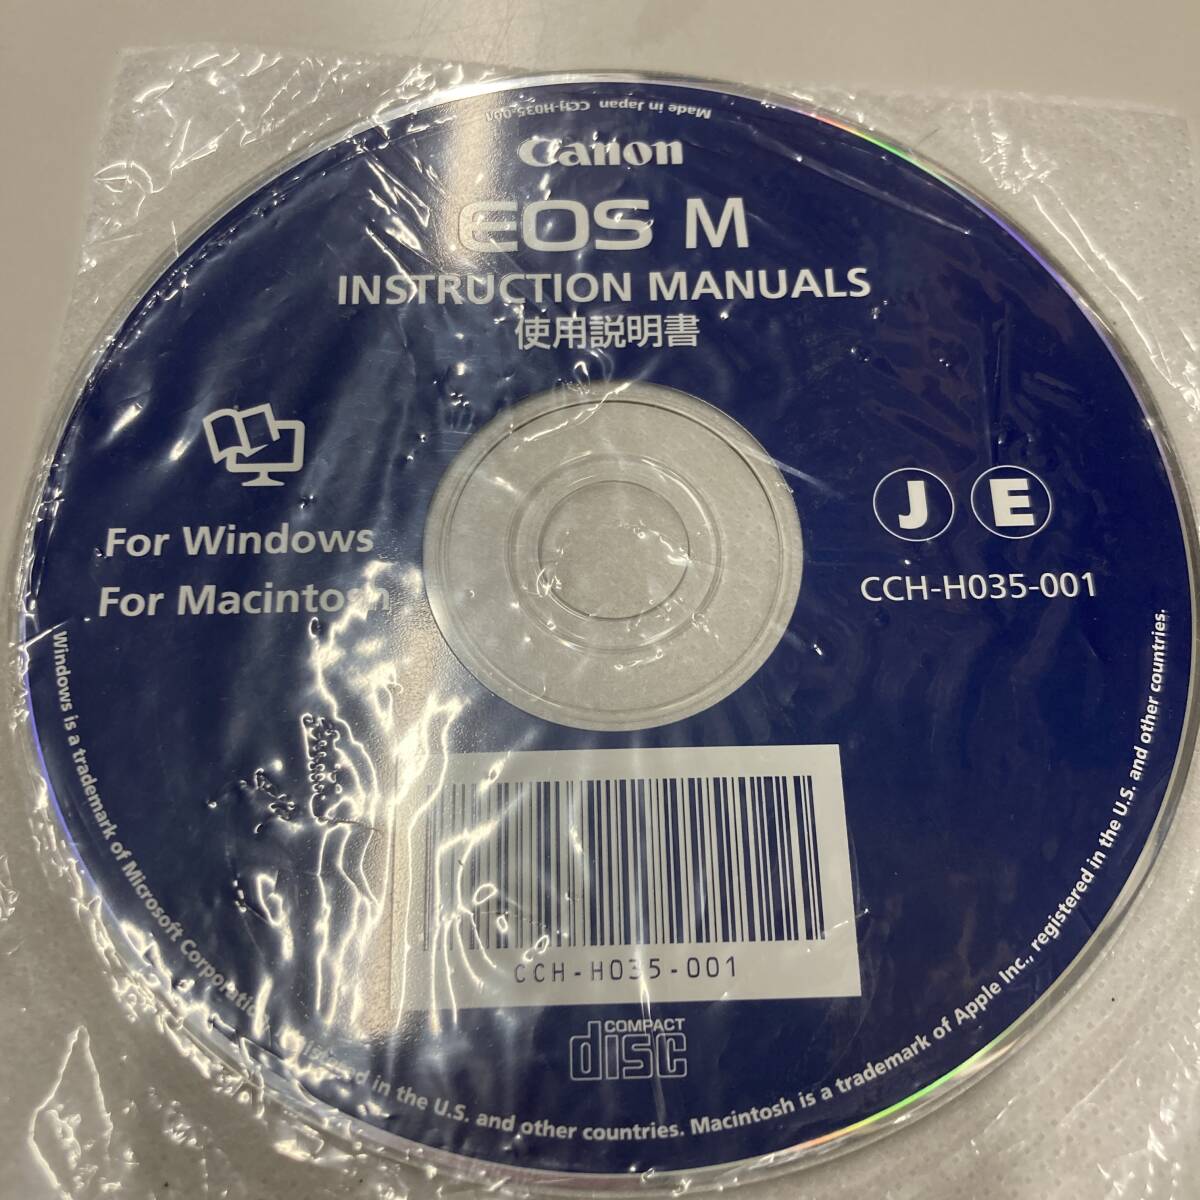 Made in Japan CCH-H035-001
Canon
EOS M
INSTRUCTION MANUALS
使用説明書
J E
For Windows
For Macintosh
CCH-H035-001
CCH-H035-001
COMPACT
disc
Windows is a trademark of Microsoft Corporation, registered in the U.S. and other countries. Macintosh is a trademark of Apple Inc., registered in the U.S. and other countries.